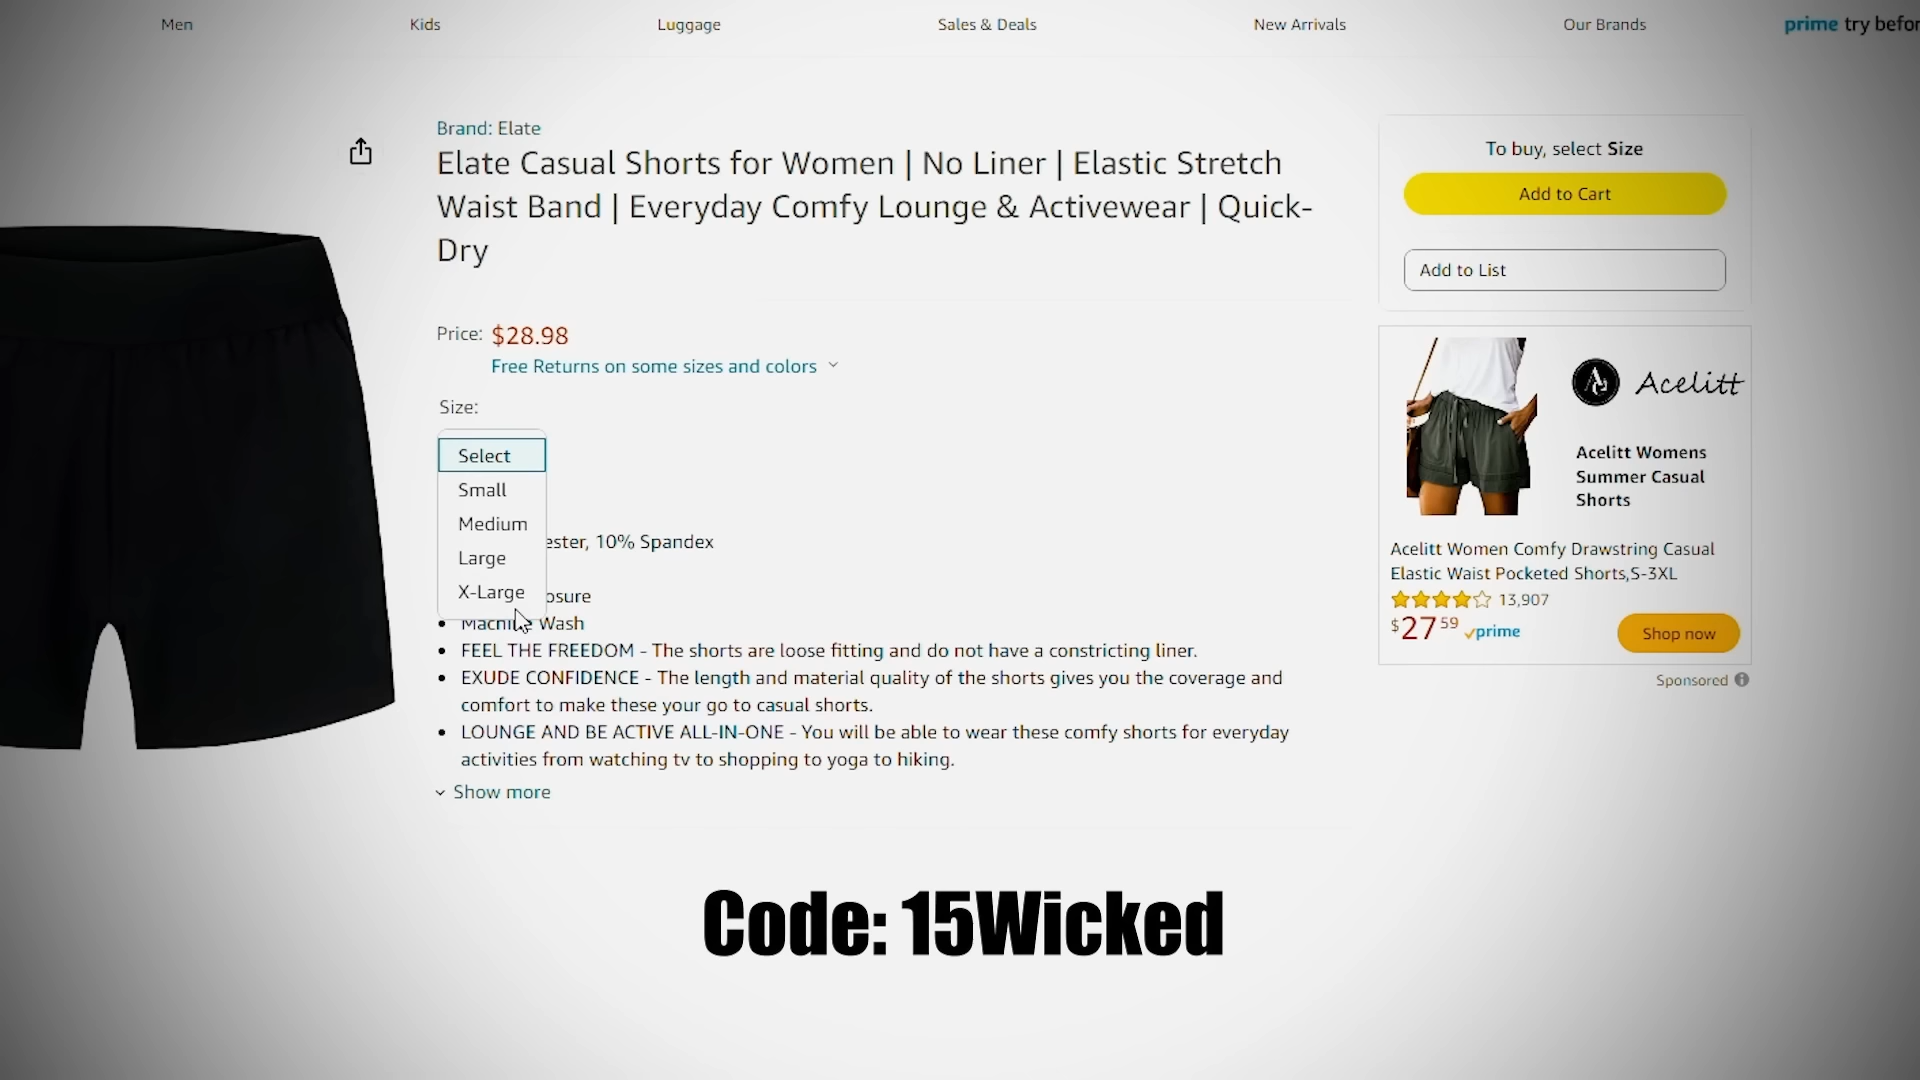 Men
Kids
Luggage
Sales & Deals
New Arrivals
Our Brands
prime try befor
Brand: Elate
Elate Casual Shorts for Women | No Liner | Elastic Stretch
Waist Band | Everyday Comfy Lounge & Activewear | Quick-
Dry
Price: $28.98
Free Returns on some sizes and colors
Size:
Select
Small
Medium
Large
X-Large
ester, 10% Spandex
osure
Machine Wash
FEEL THE FREEDOM - The shorts are loose fitting and do not have a constricting liner.
EXUDE CONFIDENCE - The length and material quality of the shorts gives you the coverage and
comfort to make these your go to casual shorts.
LOUNGE AND BE ACTIVE ALL-IN-ONE - You will be able to wear these comfy shorts for everyday
activities from watching tv to shopping to yoga to hiking.
Show more
To buy, select Size
Add to Cart
Add to List
Acelitt
Acelitt Womens
Summer Casual
Shorts
Acelitt Women Comfy Drawstring Casual
Elastic Waist Pocketed Shorts,S-3XL
13,907
$27 59 prime
Shop now
Sponsored
Code: 15Wicked